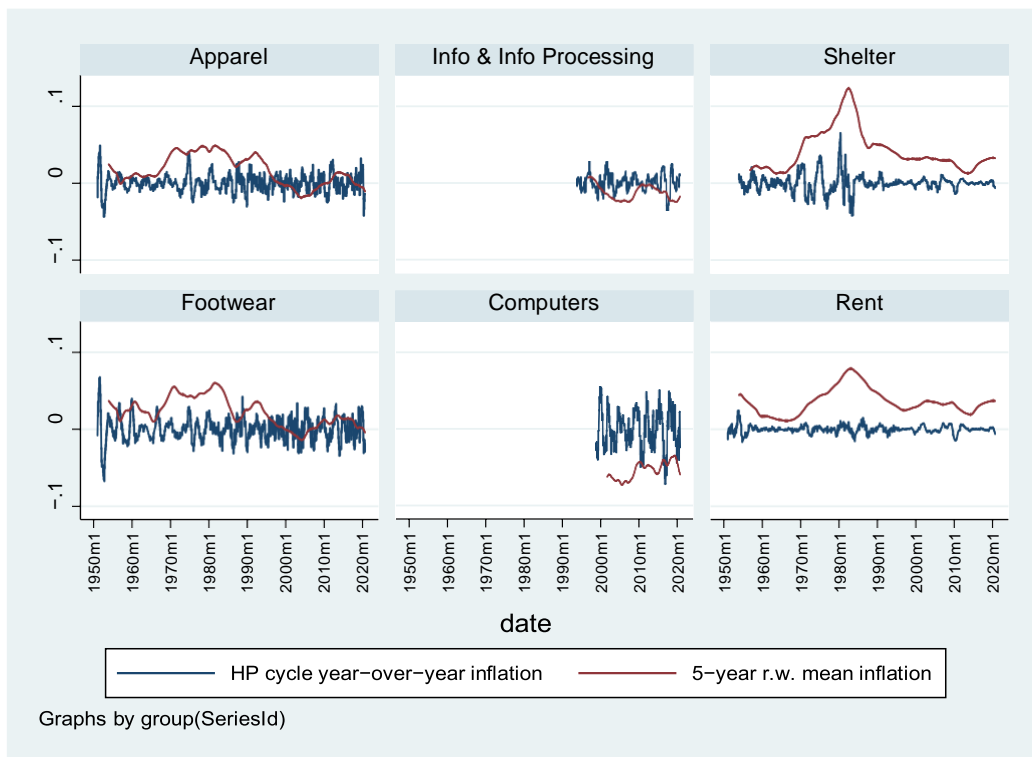 Apparel
Info & Info Processing
Shelter
.1
0
−.1
Footwear
Computers
Rent
.1
0
−.1
1950m1 1960m1 1970m1 1980m1 1990m1 2000m1 2010m1 2020m1
1950m1 1960m1 1970m1 1980m1 1990m1 2000m1 2010m1 2020m1
1950m1 1960m1 1970m1 1980m1 1990m1 2000m1 2010m1 2020m1
date
HP cycle year−over−year inflation
5−year r.w. mean inflation
Graphs by group(SeriesId)